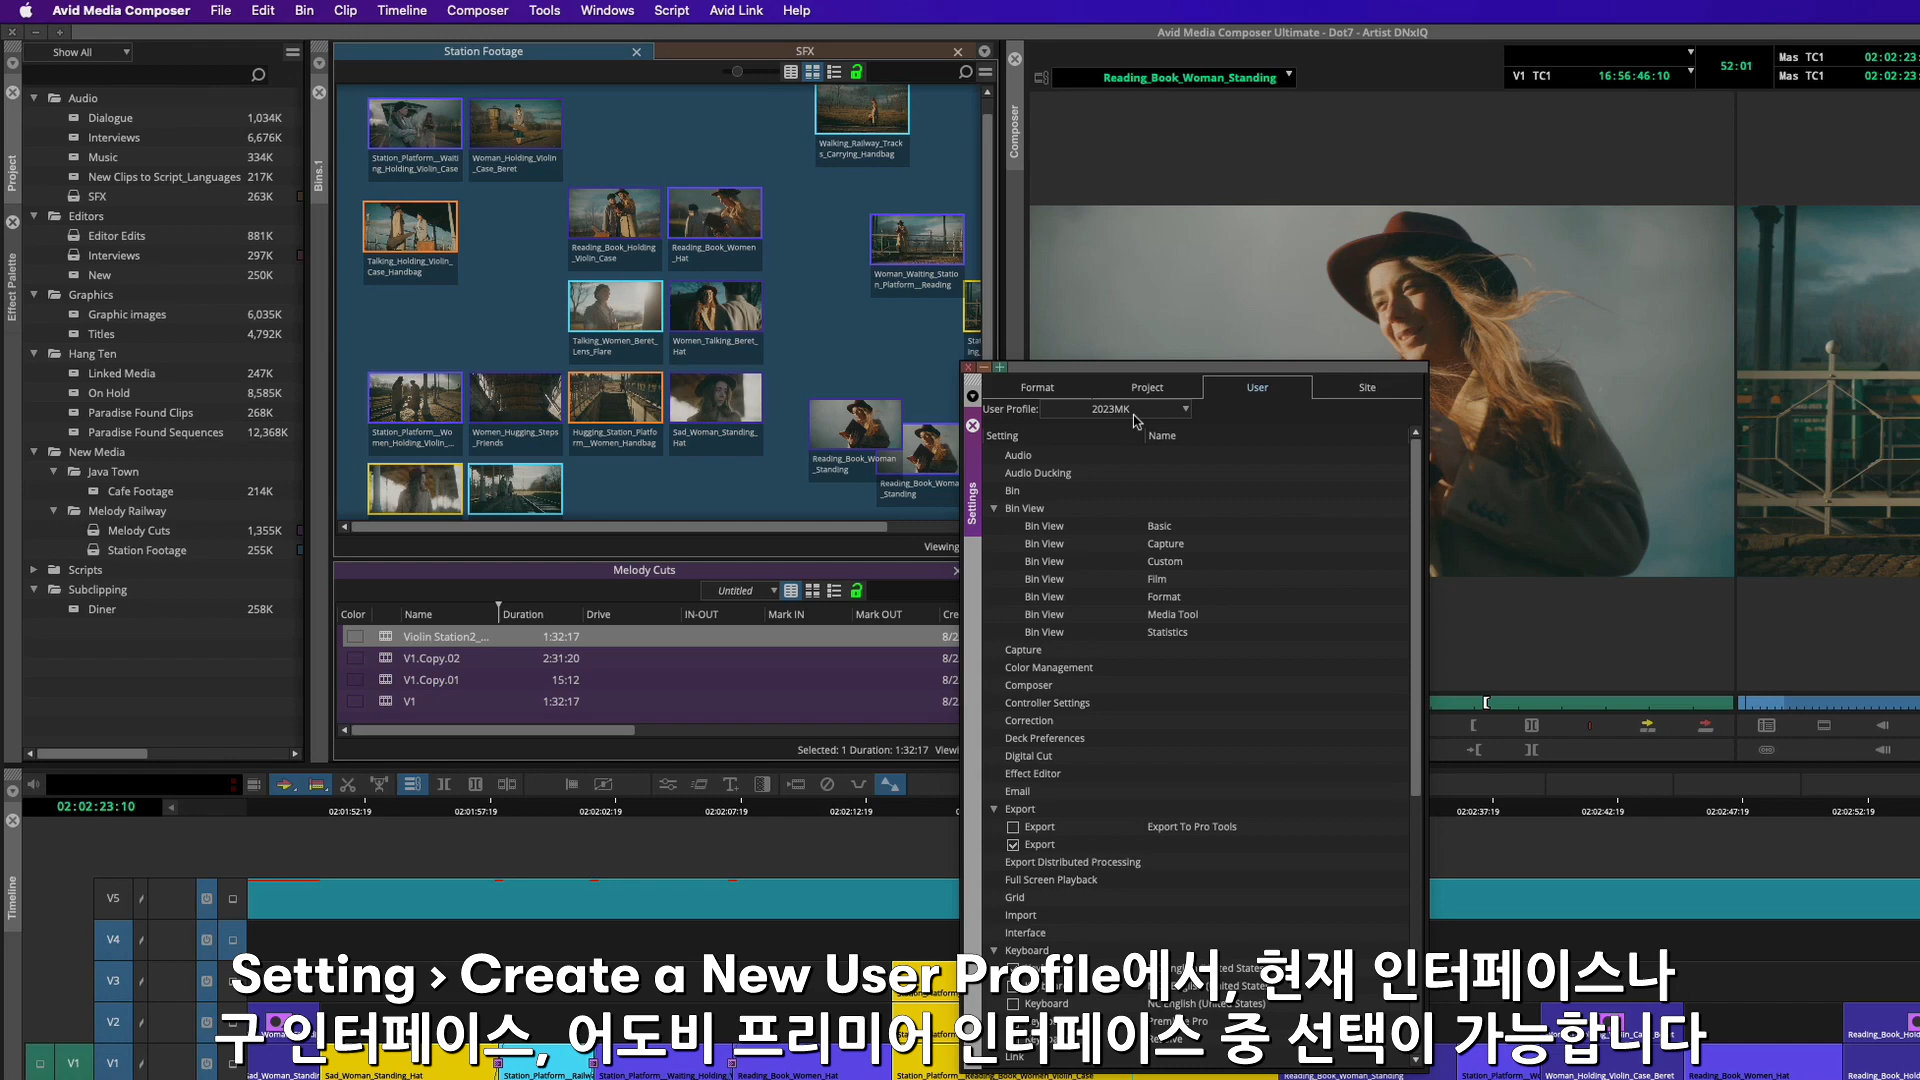 Avid Media Composer File Edit Bin Clip Timeline Composer Tools Windows Script Avid Link Help
Avid Media Composer Ultimate - Dot7 - Artist DNxIQ
Show All
Project
Effect Palette
Audio
Dialogue 1,034K
Interviews 6,676K
Music 334K
New Clips to Script_Languages 217K
SFX 263K
Editors
Editor Edits 881K
Interviews 297K
New 250K
Graphics
Graphic images 6,035K
Titles 4,792K
Hang Ten
Linked Media 247K
On Hold 8,585K
Paradise Found Clips 268K
Paradise Found Sequences 12,368K
New Media
Java Town
Cafe Footage 214K
Melody Railway
Melody Cuts 1,355K
Station Footage 255K
Scripts
Subclipping
Diner 258K
Bins.1
Station Footage SFX
Station_Platform__Waiti
ng_Holding_Violin_Case
Woman_Holding_Violin
_Case_Beret
Walking_Railway_Track
s_Carrying_Handbag
Talking_Holding_Violin_
Case_Handbag
Reading_Book_Holding
_Violin_Case
Reading_Book_Women
_Hat
Woman_Waiting_Statio
n_Platform__Reading
Talking_Women_Beret_
Lens_Flare
Women_Talking_Beret_
Hat
Stat
ing_
Station_Platform__Wo
men_Holding_Violin_...
Women_Hugging_Steps
_Friends
Hugging_Station_Platfo
rm__Women_Handbag
Sad_Woman_Standing_
Hat
Reading_Book_Woman
_Standing
Reading_Book_Woma
_Standing
Viewing
Melody Cuts
Untitled
Color Name Duration Drive IN-OUT Mark IN Mark OUT Cre
Violin Station2_... 1:32:17 8/2
V1.Copy.02 2:31:20 8/2
V1.Copy.01 15:12 8/2
V1 1:32:17 8/2
Selected: 1 Duration: 1:32:17 Viewi
Composer
Reading_Book_Woman_Standing
V1 TC1 16:56:46:10
52:01
Mas TC1 02:02:23
Mas TC1 02:02:23
Settings
Format Project User Site
User Profile: 2023MK
Setting Name
Audio
Audio Ducking
Bin
Bin View
Bin View Basic
Bin View Capture
Bin View Custom
Bin View Film
Bin View Format
Bin View Media Tool
Bin View Statistics
Capture
Color Management
Composer
Controller Settings
Correction
Deck Preferences
Digital Cut
Effect Editor
Email
Export
Export Export To Pro Tools
Export
Export Distributed Processing
Full Screen Playback
Grid
Import
Interface
Keyboard
Keyboard NC English (United States)
Link
Timeline
02:02:23:10
02:01:52:19 02:01:57:19 02:02:02:19 02:02:07:19 02:02:12:19 02:02:37:19 02:02:42:19 02:02:47:19 02:02:52:19
V5
V4
V3
V2
V1 V1
Setting > Create a New User Profile에서, 현재 인터페이스나
구 인터페이스, 어도비 프리미어 인터페이스 중 선택이 가능합니다
Sad_Woman_Standing_Hat
Reading_Book_Woman_Hat
Reading_Book_Woman_Standing